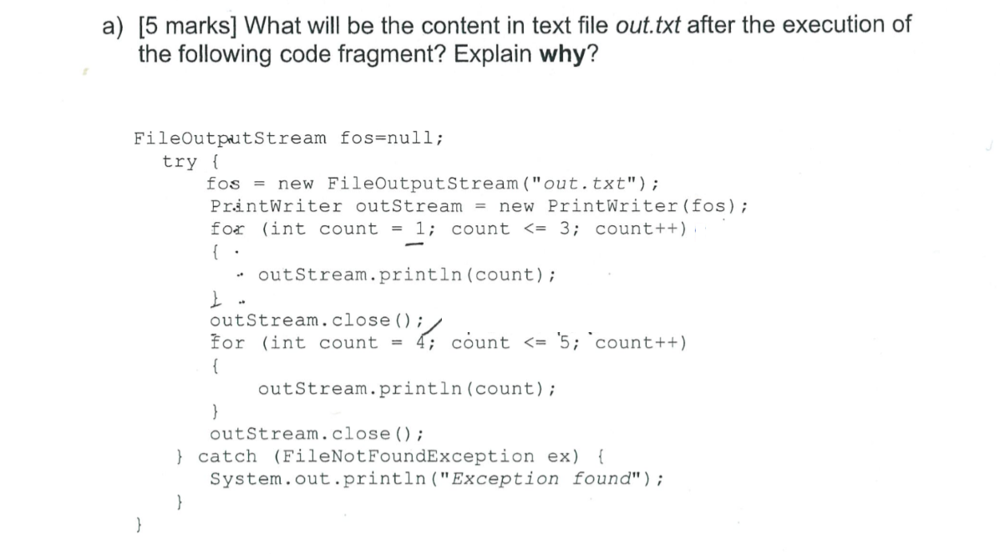 a) [5 marks] What will be the content in text file out.txt after the execution of
the following code fragment? Explain why?
FileOutputStream fos=null;
try {
fos = new FileOutputStream("out.txt");
PrintWriter outStream = new PrintWriter(fos);
for (int count = 1; count <= 3; count++)
{
outStream.println(count);
}
outStream.close();
for (int count = 4; count <= 5; count++)
{
outStream.println(count);
}
outStream.close();
} catch (FileNotFoundException ex) {
System.out.println("Exception found");
}
}